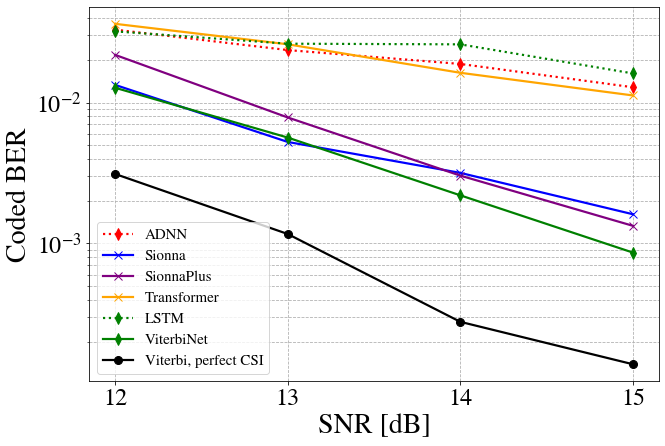 Coded BER
10⁻²
10⁻³
ADNN
Sionna
SionnaPlus
Transformer
LSTM
ViterbiNet
Viterbi, perfect CSI
12 13 14 15
SNR [dB]